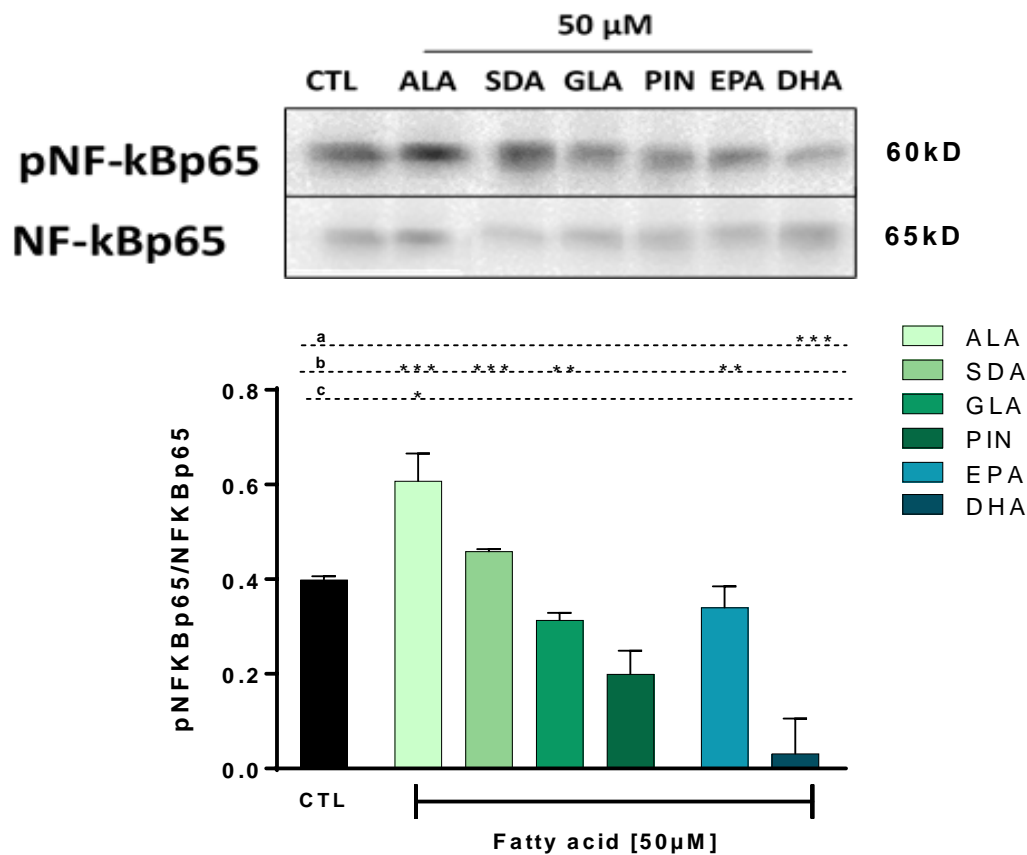 50 µM
CTL ALA SDA GLA PIN EPA DHA
pNF-kBp65 60kD
NF-kBp65 65kD
a ***
b *** *** ** **
c *
ALA
SDA
GLA
PIN
EPA
DHA
pNFKBp65/NFKBp65
0.8
0.6
0.4
0.2
0.0
CTL
Fatty acid [50µM]